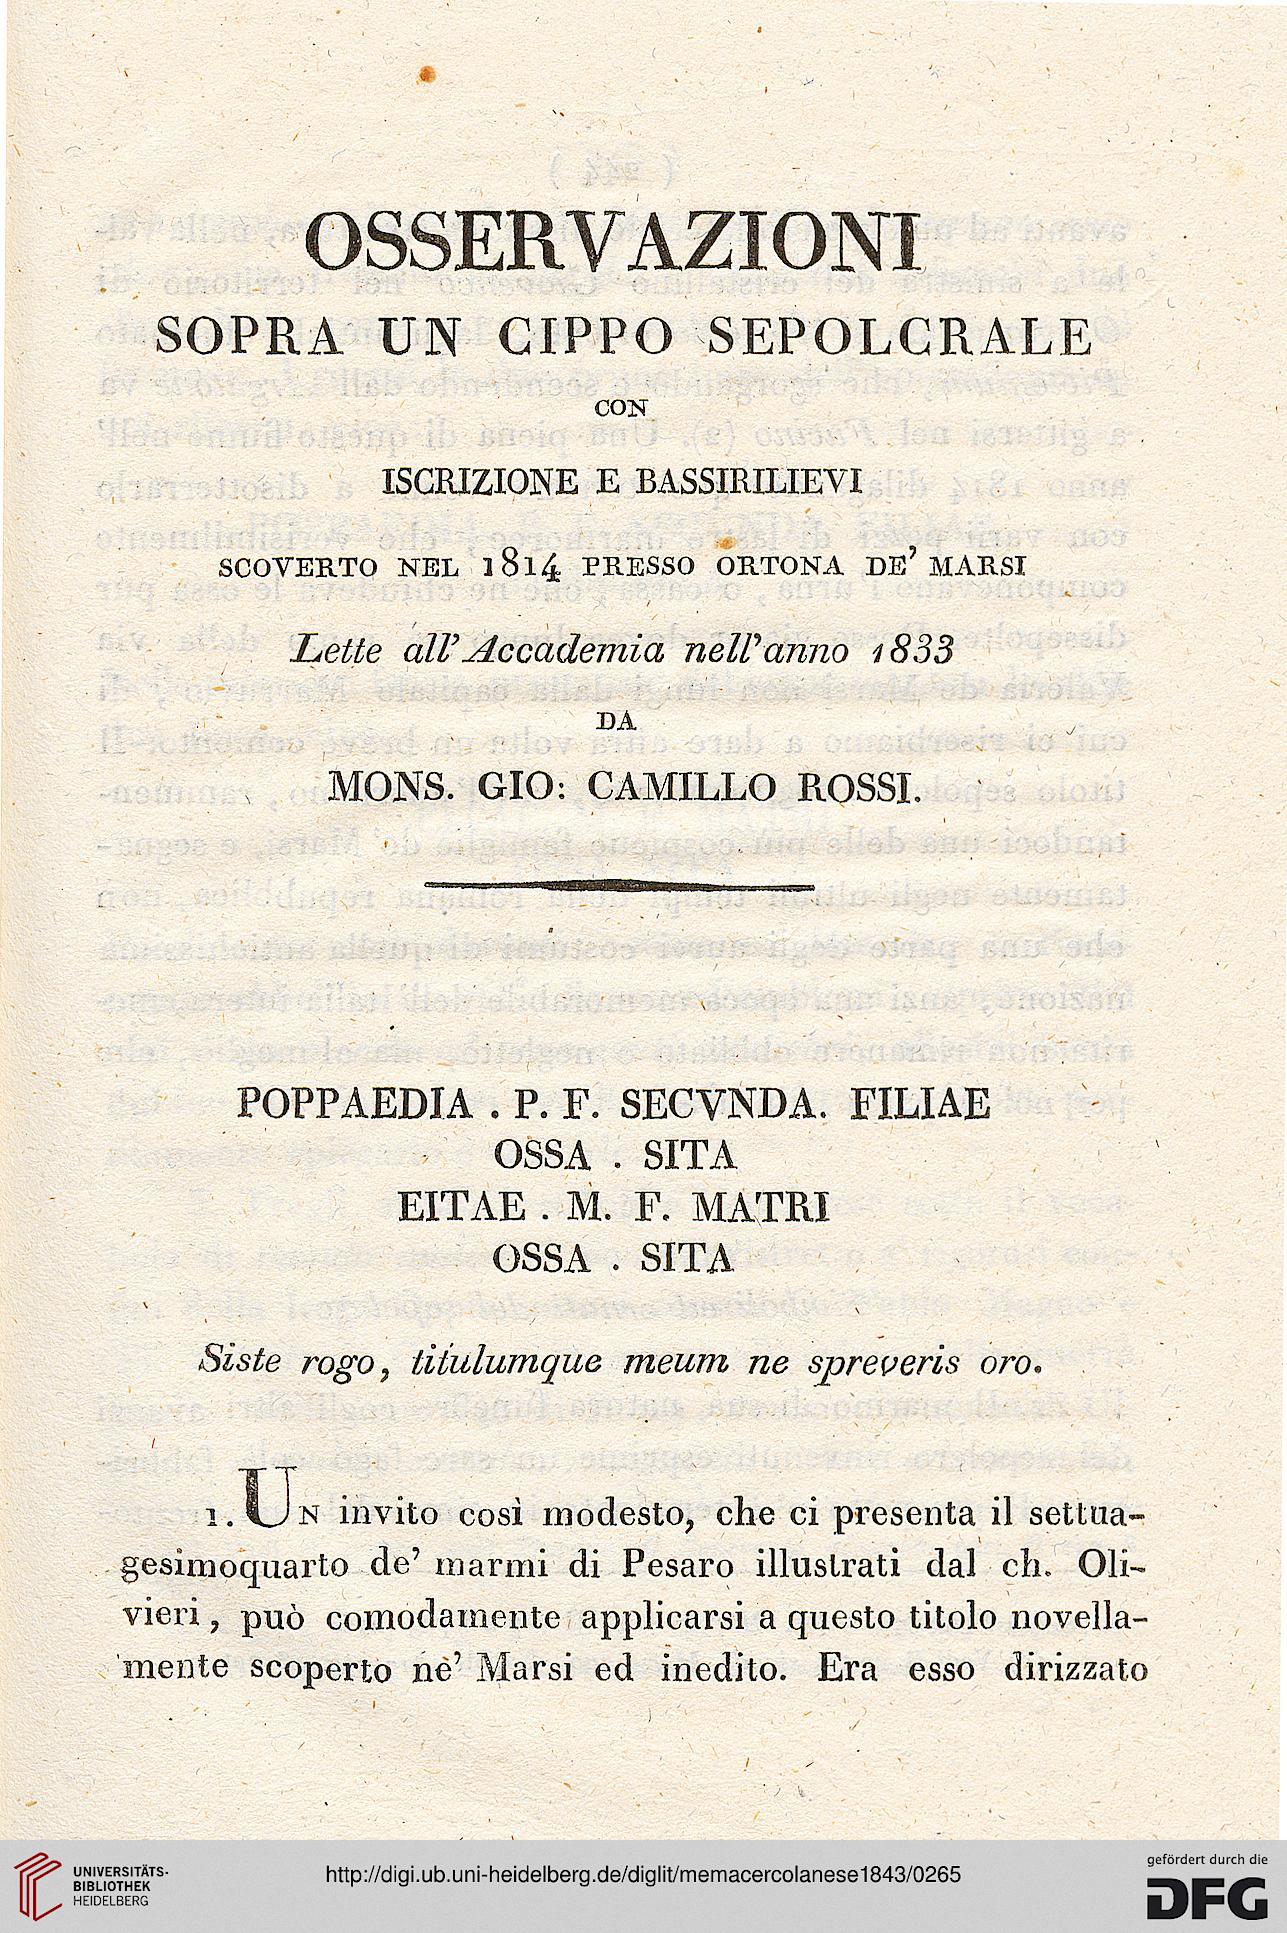 OSSERVAZIONI
SOPRA UN CIPPO SEPOLCRALE
CON
ISCRIZIONE E BASSIRILIEVI
SCOVERTO NEL 1814 PRESSO ORTONA DE' MARSI
Lette all'Accademia nell'anno 1833
DA
MONS. GIO: CAMILLO ROSSI.
POPPAEDIA . P. F. SECVNDA. FILIAE
OSSA . SITA
EITAE . M. F. MATRI
OSSA . SITA
Siste rogo, titulumque meum ne spreveris oro.
1. UN invito così modesto, che ci presenta il settua-
gesimoquarto de' marmi di Pesaro illustrati dal ch. Oli-
vieri, può comodamente applicarsi a questo titolo novella-
mente scoperto ne' Marsi ed inedito. Era esso dirizzato
UNIVERSITÄTS-
BIBLIOTHEK
HEIDELBERG
http://digi.ub.uni-heidelberg.de/diglit/memacercolanese1843/0265
gefördert durch die
DFG